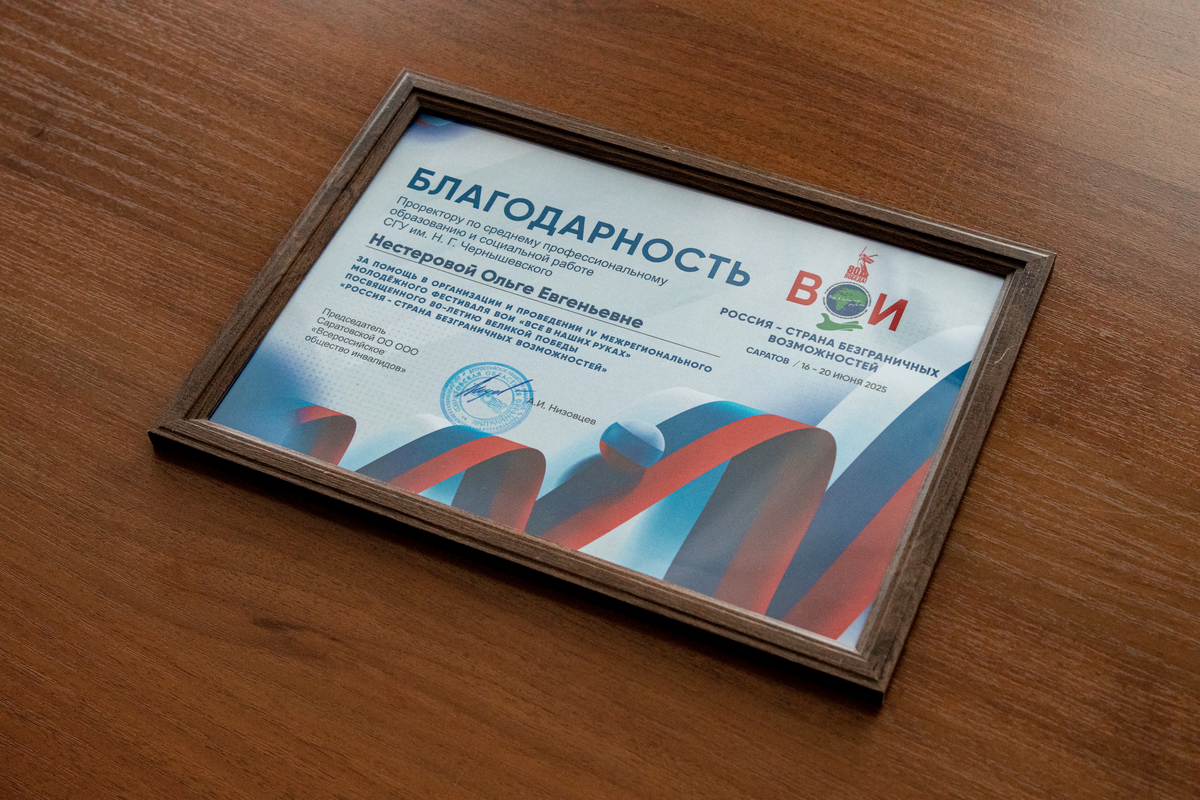 БЛАГОДАРНОСТЬ
Проректору по среднему профессиональному
образованию и социальной работе
СГУ им. Н. Г. Чернышевского
Нестеровой Ольге Евгеньевне
ЗА ПОМОЩЬ В ОРГАНИЗАЦИИ И ПРОВЕДЕНИИ IV МЕЖРЕГИОНАЛЬНОГО
МОЛОДЁЖНОГО ФЕСТИВАЛЯ ВОИ «ВСЕ В НАШИХ РУКАХ»
ПОСВЯЩЕННОГО 80-ЛЕТИЮ ВЕЛИКОЙ ПОБЕДЫ
«РОССИЯ - СТРАНА БЕЗГРАНИЧНЫХ ВОЗМОЖНОСТЕЙ»
Председатель
Саратовской ОО ООО
«Всероссийское
общество инвалидов»
А.И. Низовцев
ВОИ
РОССИЯ - СТРАНА БЕЗГРАНИЧНЫХ
ВОЗМОЖНОСТЕЙ
САРАТОВ / 16 - 20 ИЮНЯ 2025